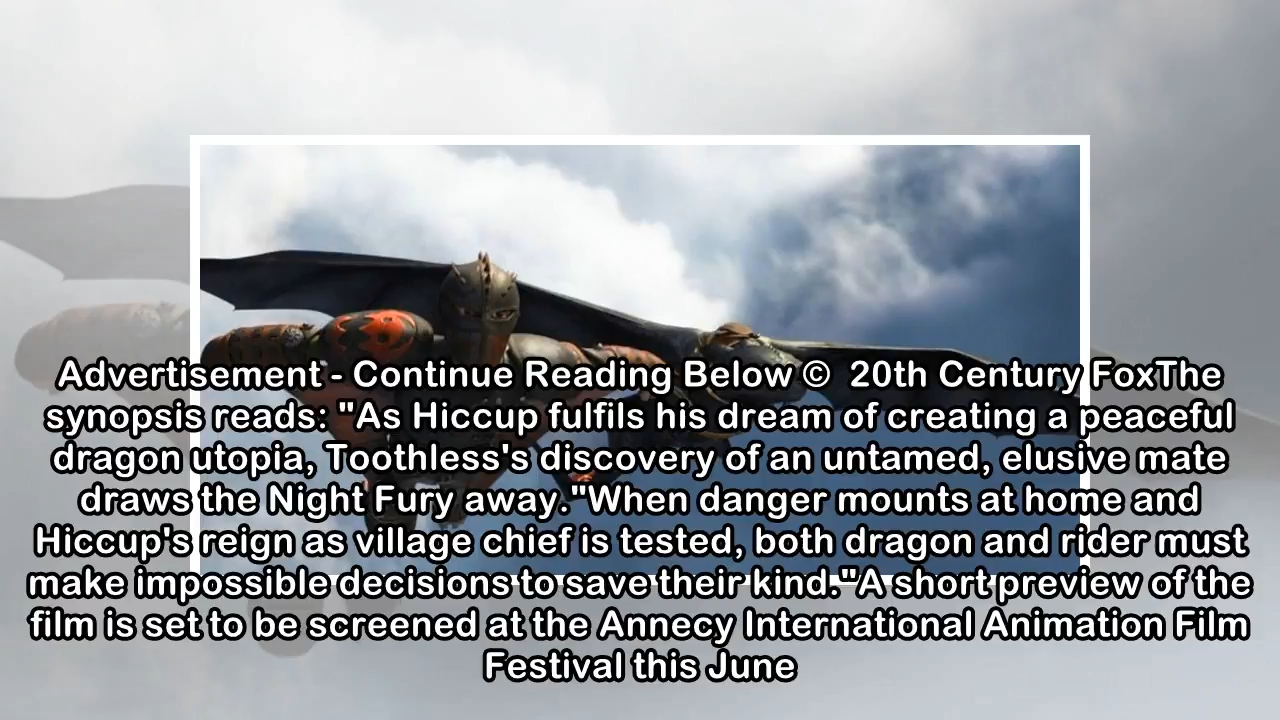 Advertisement - Continue Reading Below ©  20th Century FoxThe
synopsis reads: "As Hiccup fulfils his dream of creating a peaceful
dragon utopia, Toothless's discovery of an untamed, elusive mate
draws the Night Fury away."When danger mounts at home and
Hiccup's reign as village chief is tested, both dragon and rider must
make impossible decisions to save their kind."A short preview of the
film is set to be screened at the Annecy International Animation Film
Festival this June